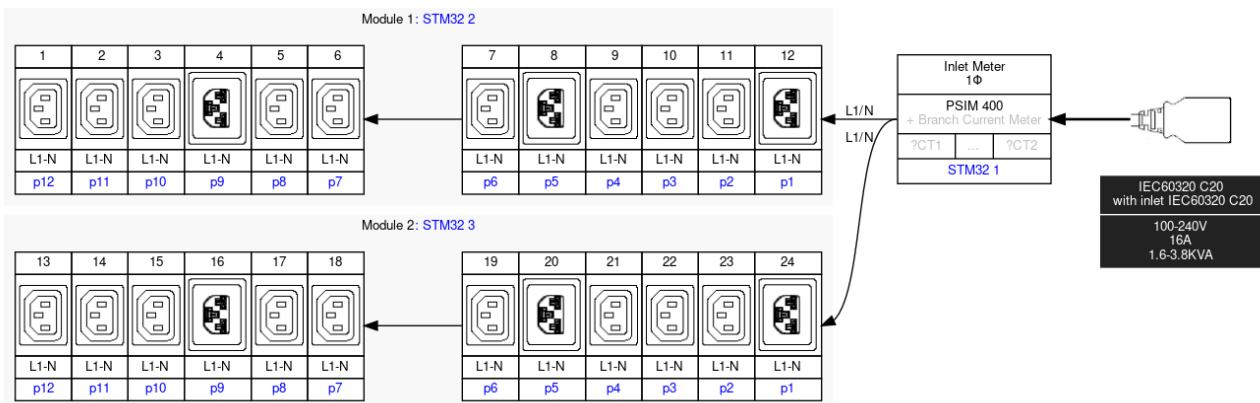 Module 1: STM32 2
1 2 3 4 5 6
7 8 9 10 11 12
L1-N L1-N L1-N L1-N L1-N L1-N
L1-N L1-N L1-N L1-N L1-N L1-N
p12 p11 p10 p9 p8 p7
p6 p5 p4 p3 p2 p1
L1/N
L1/N
Inlet Meter
1Φ
PSIM 400
+ Branch Current Meter
?CT1 ... ?CT2
STM32 1
IEC60320 C20
with inlet IEC60320 C20
100-240V
16A
1.6-3.8KVA
Module 2: STM32 3
13 14 15 16 17 18
19 20 21 22 23 24
L1-N L1-N L1-N L1-N L1-N L1-N
L1-N L1-N L1-N L1-N L1-N L1-N
p12 p11 p10 p9 p8 p7
p6 p5 p4 p3 p2 p1